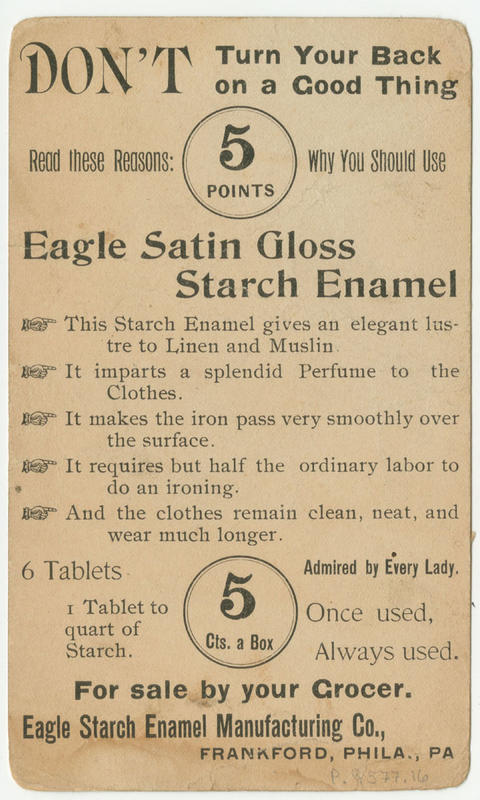 DON'T Turn Your Back
on a Good Thing
Read these Reasons: 5 POINTS Why You Should Use
Eagle Satin Gloss
Starch Enamel
This Starch Enamel gives an elegant lus-
tre to Linen and Muslin.
It imparts a splendid Perfume to the
Clothes.
It makes the iron pass very smoothly over
the surface.
It requires but half the ordinary labor to
do an ironing.
And the clothes remain clean, neat, and
wear much longer.
6 Tablets
1 Tablet to
quart of
Starch.
5
Cts. a Box
Admired by Every Lady.
Once used,
Always used.
For sale by your Grocer.
Eagle Starch Enamel Manufacturing Co.,
FRANKFORD, PHILA., PA
P.8577.16